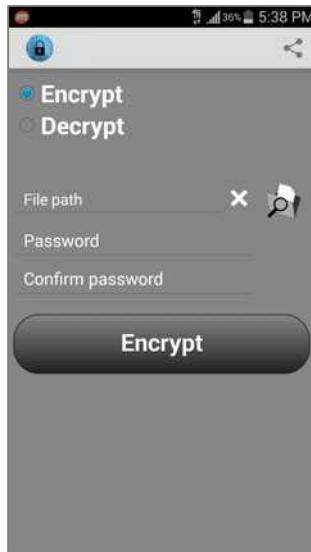 36% 5:38 PM
Encrypt
Decrypt
File path
Password
Confirm password
Encrypt